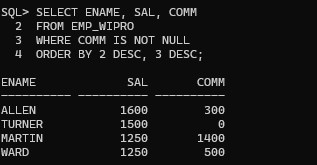 SQL> SELECT ENAME, SAL, COMM
  2  FROM EMP_WIPRO
  3  WHERE COMM IS NOT NULL
  4  ORDER BY 2 DESC, 3 DESC;
ENAME             SAL       COMM
---------- ---------- ----------
ALLEN            1600        300
TURNER           1500          0
MARTIN           1250       1400
WARD             1250        500